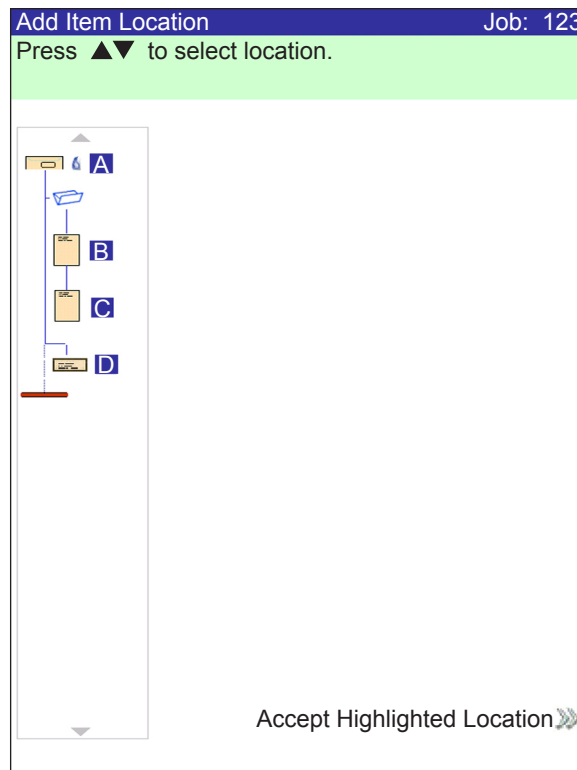 Add Item Location Job: 123
Press ▲▼ to select location.
A
B
C
D
Accept Highlighted Location